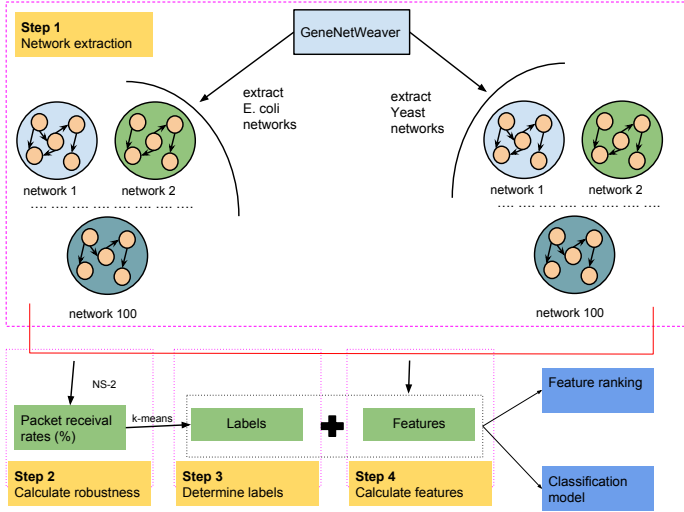 Step 1
Network extraction
GeneNetWeaver
extract
E. coli
networks
extract
Yeast
networks
network 1
network 2
network 1
network 2
.... ... ... ... ... ... ... ...
.... ... ... ... ... ... ... ...
network 100
network 100
NS-2
Packet receival
rates (%)
k-means
Labels
Features
Feature ranking
Classification
model
Step 2
Calculate robustness
Step 3
Determine labels
Step 4
Calculate features